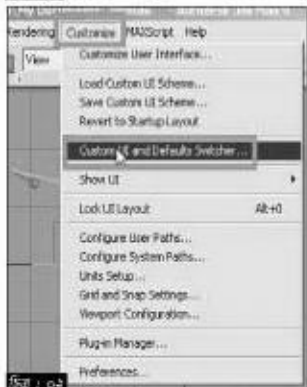 Rendering Customize MAXScript Help
View
Customize User Interface...
Load Custom UI Scheme...
Save Custom UI Scheme...
Revert to Startup Layout
Custom UI and Defaults Switcher...
Show UI
Lock UI Layout Alt+0
Configure User Paths...
Configure System Paths...
Units Setup...
Grid and Snap Settings...
Viewport Configuration...
Plug-in Manager...
Preferences...